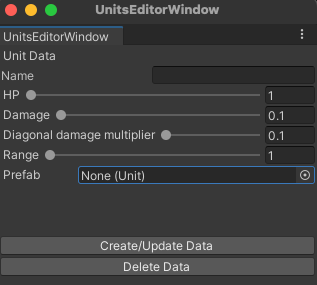 UnitsEditorWindow
UnitsEditorWindow
Unit Data
Name
HP 1
Damage 0.1
Diagonal damage multiplier 0.1
Range 1
Prefab None (Unit)
Create/Update Data
Delete Data